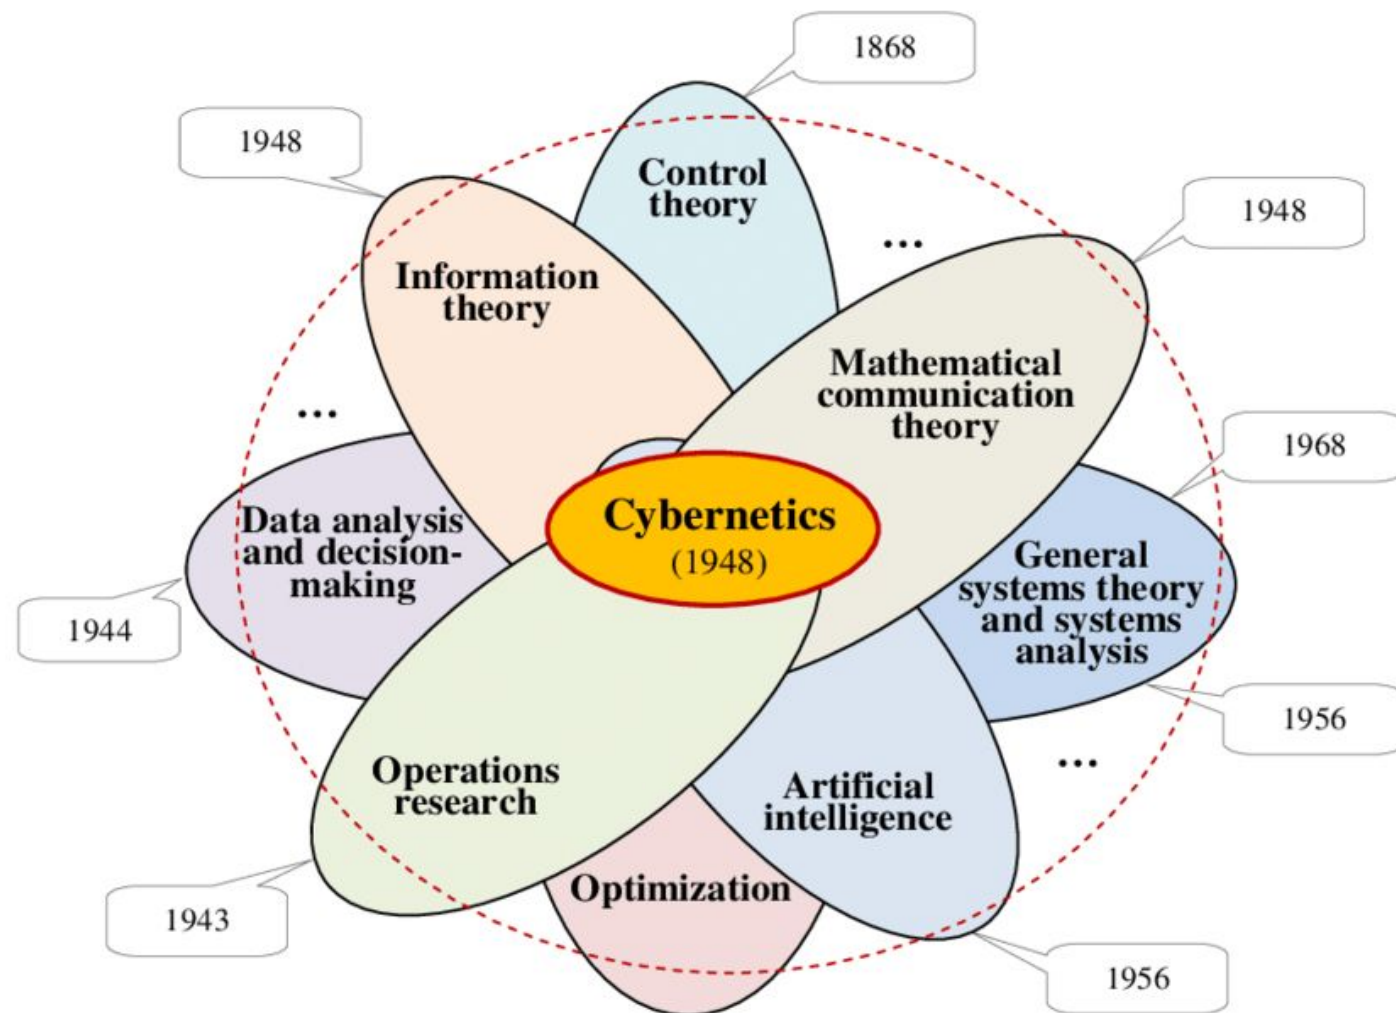 1868
1948
Control
theory
1948
...
Information
theory
Mathematical
communication
theory
...
1968
Cybernetics
(1948)
Data analysis
and decision-
making
General
systems theory
and systems
analysis
1944
1956
...
Operations
research
Artificial
intelligence
Optimization
1943
1956